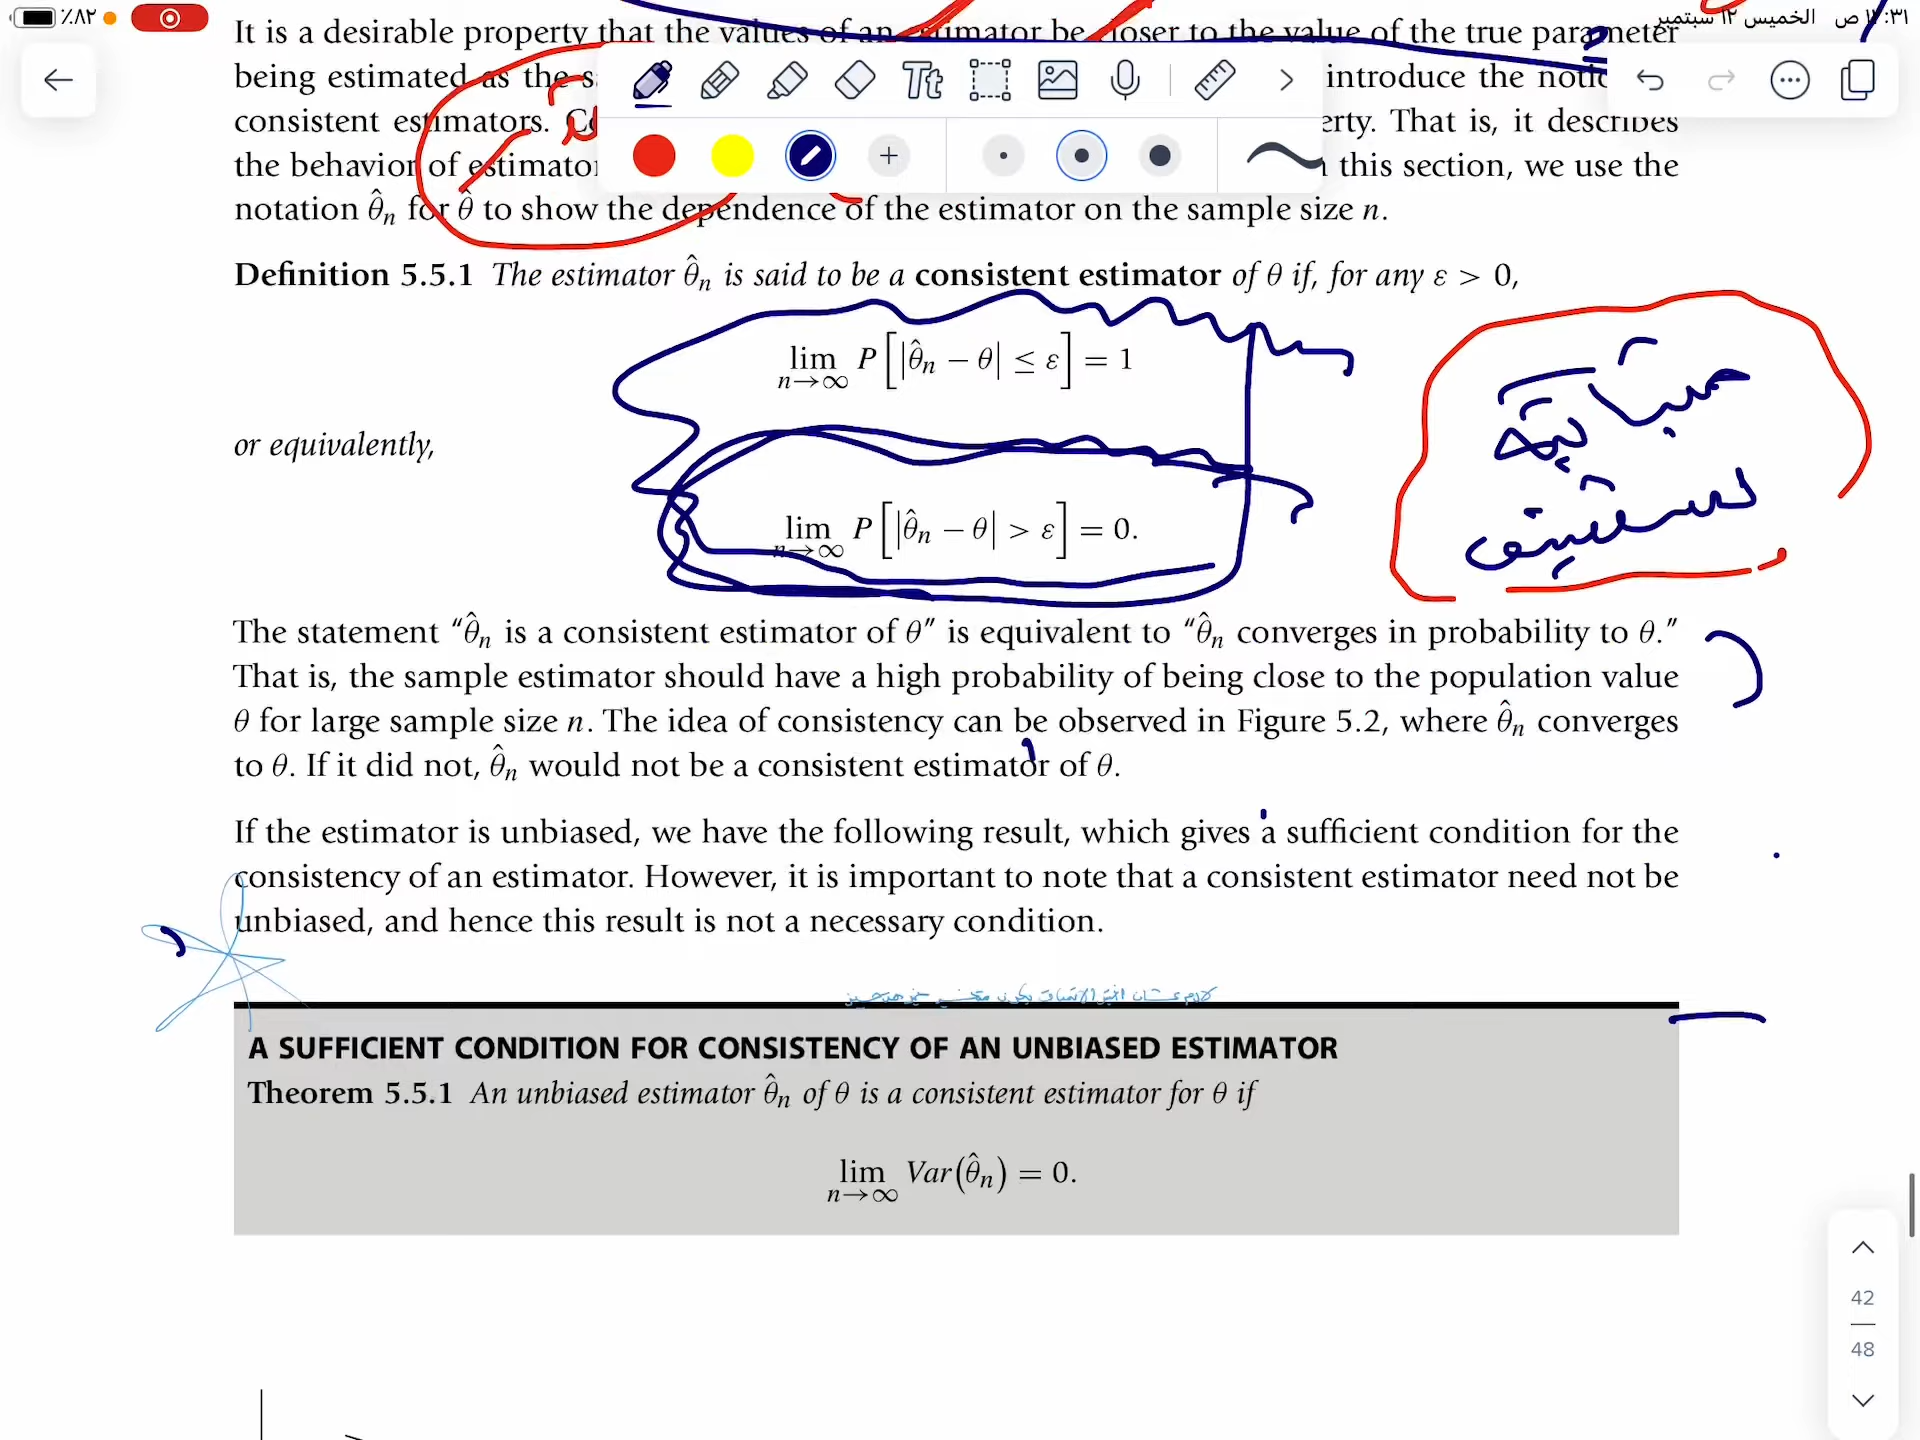 ٪٨٢
الخميس ١٢ سبتمبر
ص
It is a desirable property that the values of an estimator be closer to the value of the true parameter
being estimated as the s introduce the notio
consistent estimators. Co erty. That is, it describes
the behavior of estimator this section, we use the
notation θ̂ₙ for θ̂ to show the dependence of the estimator on the sample size n.
Definition 5.5.1 The estimator θ̂ₙ is said to be a consistent estimator of θ if, for any ε > 0,
lim n→∞ P[|θ̂ₙ − θ| ≤ ε] = 1
or equivalently,
lim n→∞ P[|θ̂ₙ − θ| > ε] = 0.
The statement “θ̂ₙ is a consistent estimator of θ” is equivalent to “θ̂ₙ converges in probability to θ.”
That is, the sample estimator should have a high probability of being close to the population value
θ for large sample size n. The idea of consistency can be observed in Figure 5.2, where θ̂ₙ converges
to θ. If it did not, θ̂ₙ would not be a consistent estimator of θ.
If the estimator is unbiased, we have the following result, which gives a sufficient condition for the
consistency of an estimator. However, it is important to note that a consistent estimator need not be
unbiased, and hence this result is not a necessary condition.
A SUFFICIENT CONDITION FOR CONSISTENCY OF AN UNBIASED ESTIMATOR
Theorem 5.5.1 An unbiased estimator θ̂ₙ of θ is a consistent estimator for θ if
lim n→∞ Var(θ̂ₙ) = 0.
42
48